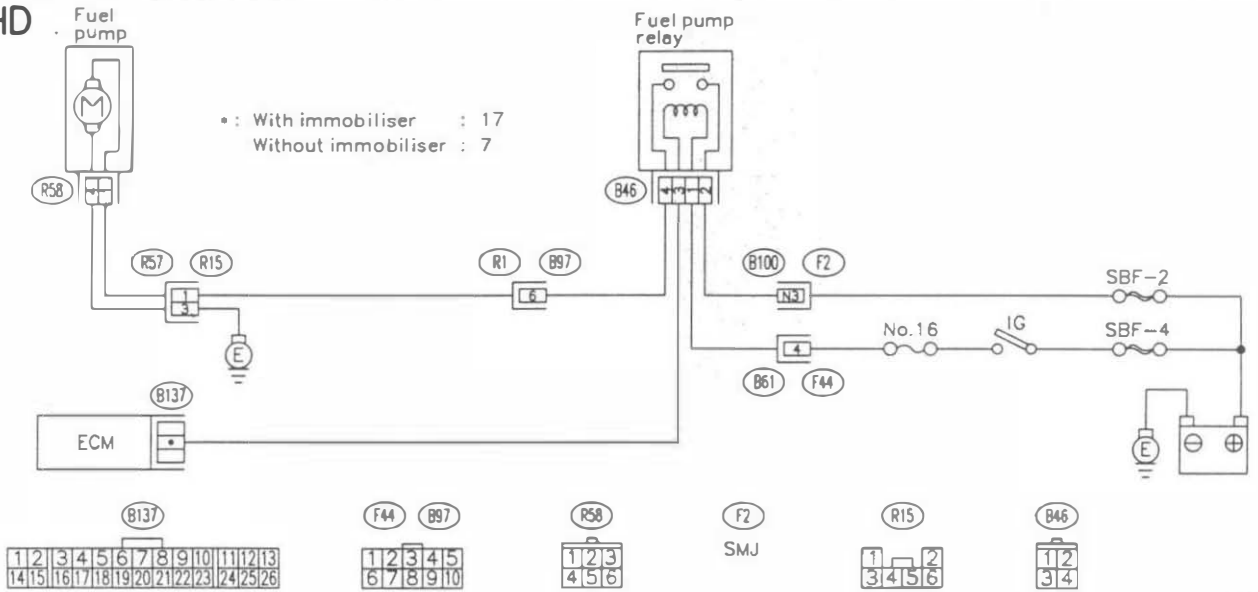 HD
Fuel
pump
Fuel pump
relay
M
•: With immobiliser : 17
Without immobiliser : 7
R58
4 1
B46
4 3 1 2
R57 R15
1
3
R1 B97
6
B100 F2
N3
SBF-2
No.16
IG
SBF-4
4
B61 F44
E
B137
ECM
•
E
⊖ ⊕
B137
F44 B97
R58
F2
R15
B46
SMJ
1 2 3 4 5 6 7 8 9 10 11 12 13
14 15 16 17 18 19 20 21 22 23 24 25 26
1 2 3 4 5
6 7 8 9 10
1 2 3
4 5 6
1 2
3 4 5 6
1 2
3 4